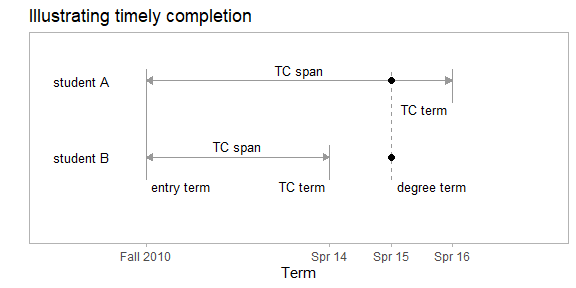 Illustrating timely completion
TC span
student A
TC term
TC span
student B
entry term TC term degree term
Fall 2010 Spr 14 Spr 15 Spr 16
Term